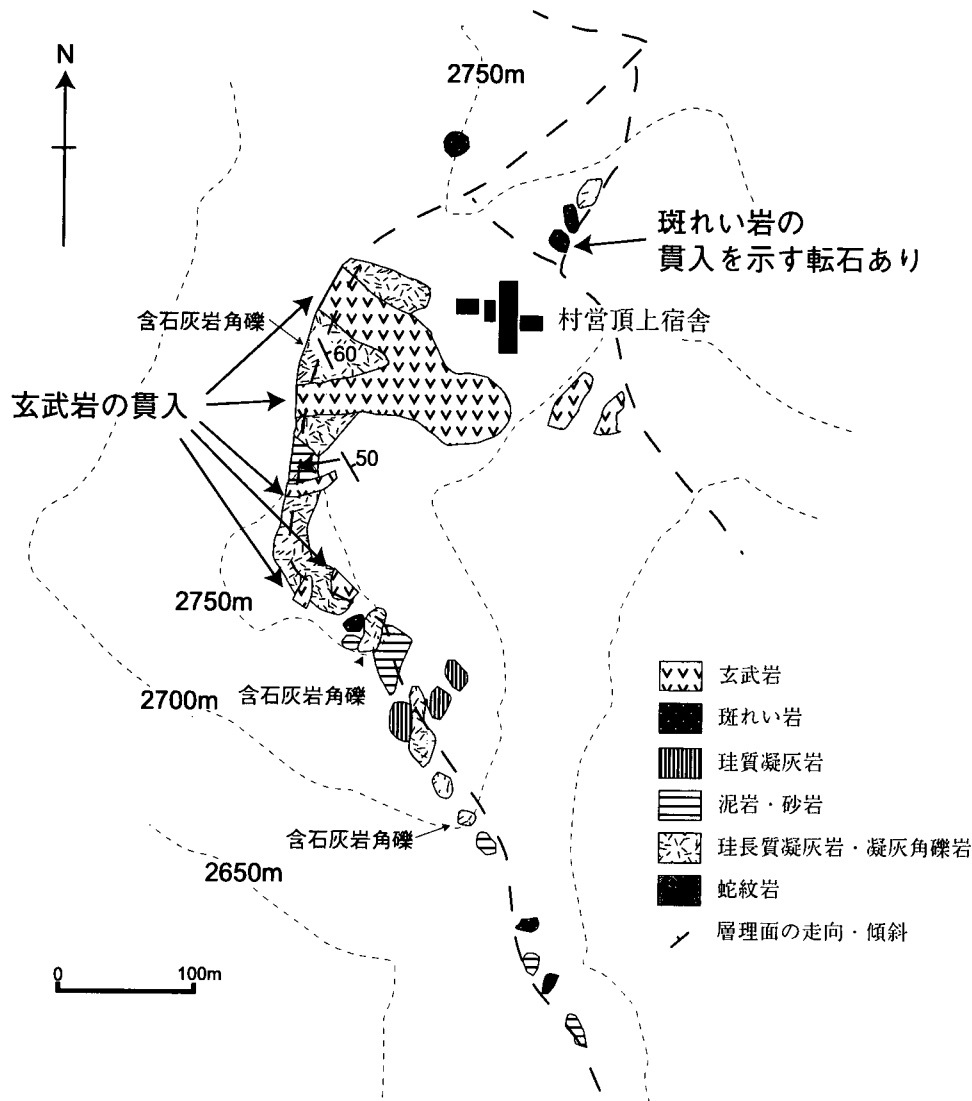 N
2750m
斑れい岩の
貫入を示す転石あり
含石灰岩角礫
村営頂上宿舎
60
玄武岩の貫入
50
2750m
2700m
含石灰岩角礫
含石灰岩角礫
2650m
玄武岩
斑れい岩
珪質凝灰岩
泥岩・砂岩
珪長質凝灰岩・凝灰角礫岩
蛇紋岩
層理面の走向・傾斜
0 100m